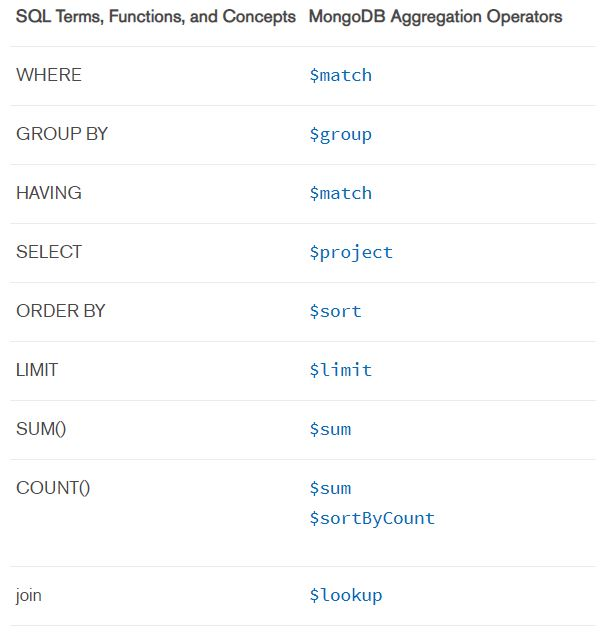 SQL Terms, Functions, and Concepts MongoDB Aggregation Operators
WHERE $match
GROUP BY $group
HAVING $match
SELECT $project
ORDER BY $sort
LIMIT $limit
SUM() $sum
COUNT() $sum
$sortByCount
join $lookup